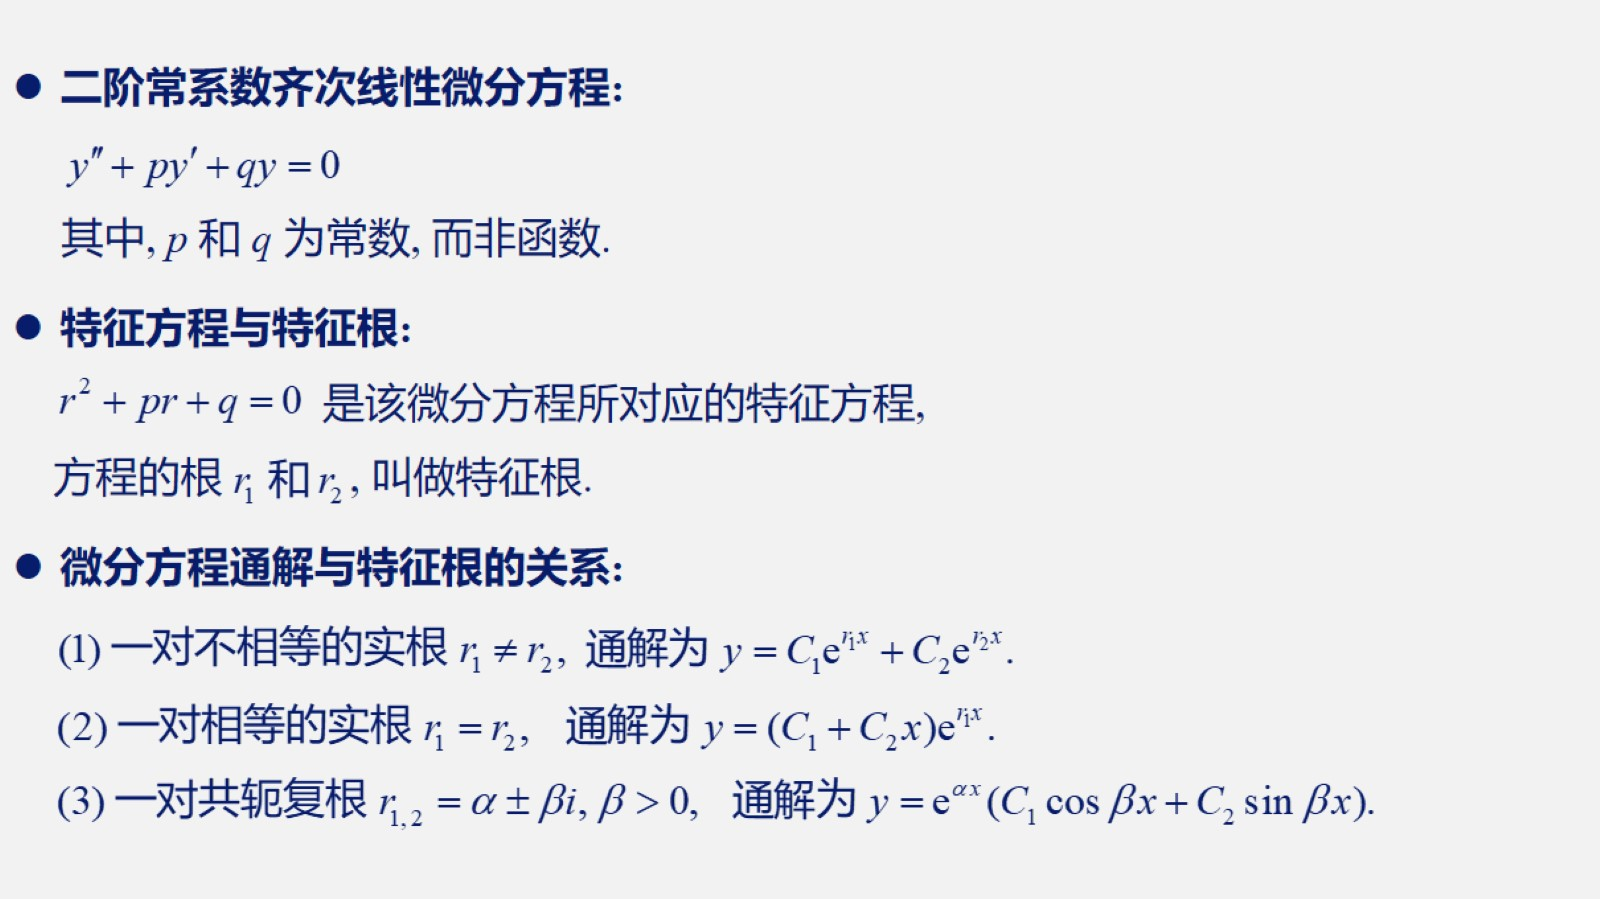 ● 二阶常系数齐次线性微分方程:
y″ + py′ + qy = 0
其中, p 和 q 为常数, 而非函数.
● 特征方程与特征根:
r² + pr + q = 0 是该微分方程所对应的特征方程,
方程的根 r₁ 和 r₂, 叫做特征根.
● 微分方程通解与特征根的关系:
(1) 一对不相等的实根 r₁ ≠ r₂, 通解为 y = C₁e^{r₁x} + C₂e^{r₂x}.
(2) 一对相等的实根 r₁ = r₂, 通解为 y = (C₁ + C₂x)e^{r₁x}.
(3) 一对共轭复根 r₁,₂ = α ± βi, β > 0, 通解为 y = e^{αx}(C₁ cos βx + C₂ sin βx).